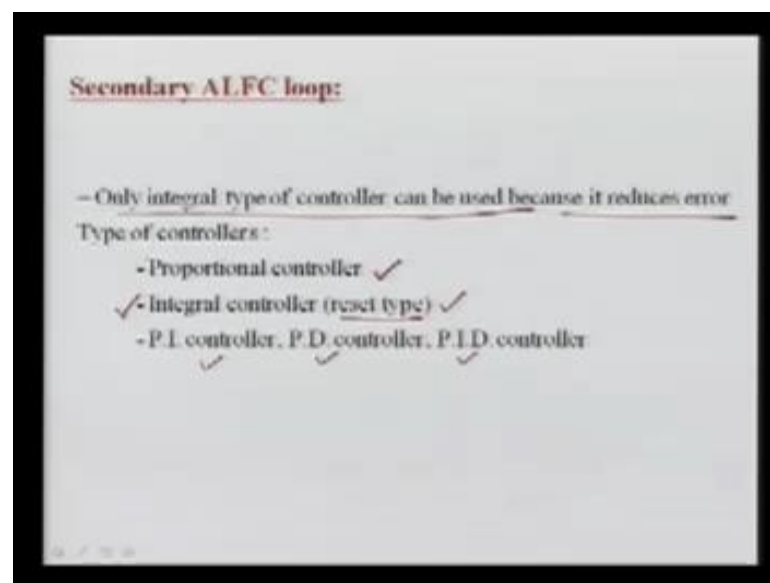 Secondary ALFC loop:
– Only integral type of controller can be used because it reduces error
Type of controllers :
- Proportional controller
- Integral controller (reset type)
- P.I. controller, P.D. controller, P.I.D. controller